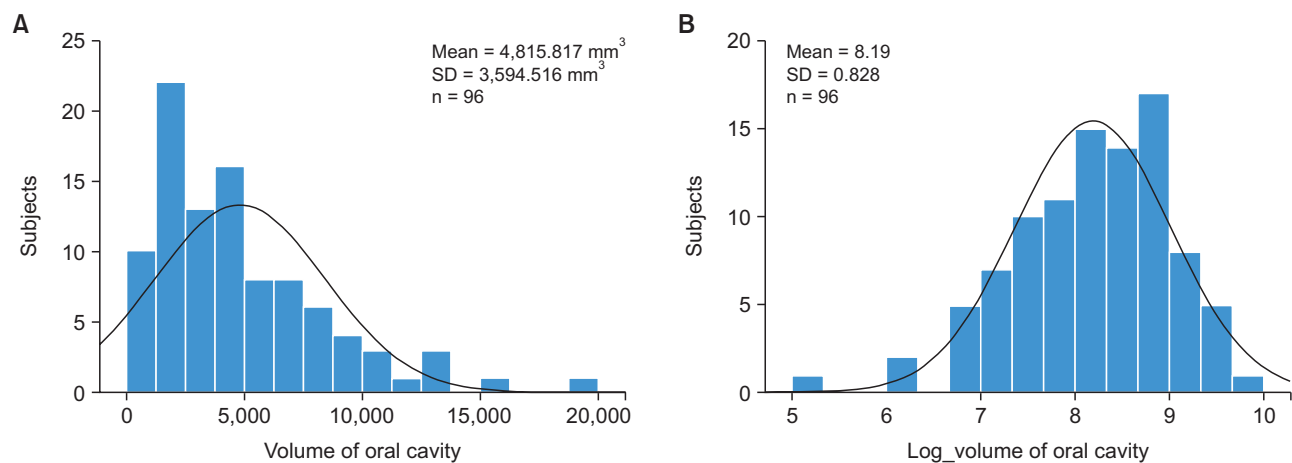 A
Mean = 4,815.817 mm³
SD = 3,594.516 mm³
n = 96
25
20
15
10
5
0
Subjects
0 5,000 10,000 15,000 20,000
Volume of oral cavity
B
Mean = 8.19
SD = 0.828
n = 96
20
15
10
5
0
Subjects
5 6 7 8 9 10
Log_volume of oral cavity